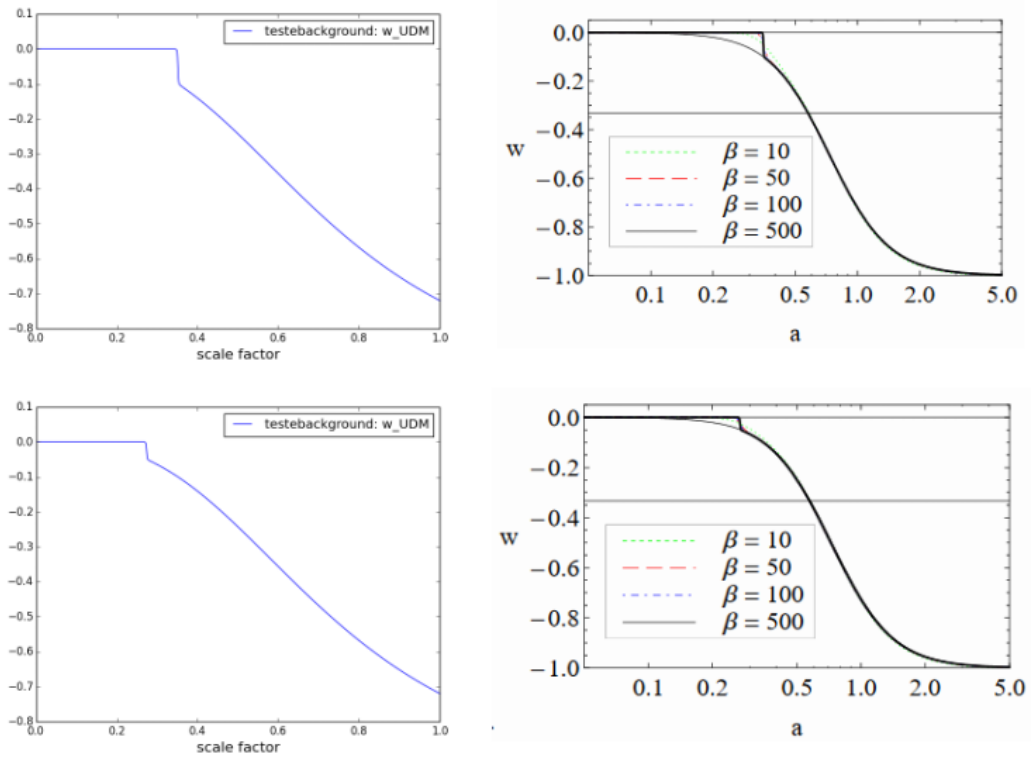 0.1
0.0
−0.1
−0.2
−0.3
−0.4
−0.5
−0.6
−0.7
−0.8
testebackground: w_UDM
0.0 0.2 0.4 0.6 0.8 1.0
scale factor
0.0
−0.2
−0.4
−0.6
−0.8
−1.0
w
β = 10
β = 50
β = 100
β = 500
0.1 0.2 0.5 1.0 2.0 5.0
a
0.1
0.0
−0.1
−0.2
−0.3
−0.4
−0.5
−0.6
−0.7
−0.8
testebackground: w_UDM
0.0 0.2 0.4 0.6 0.8 1.0
scale factor
0.0
−0.2
−0.4
−0.6
−0.8
−1.0
w
β = 10
β = 50
β = 100
β = 500
0.1 0.2 0.5 1.0 2.0 5.0
a